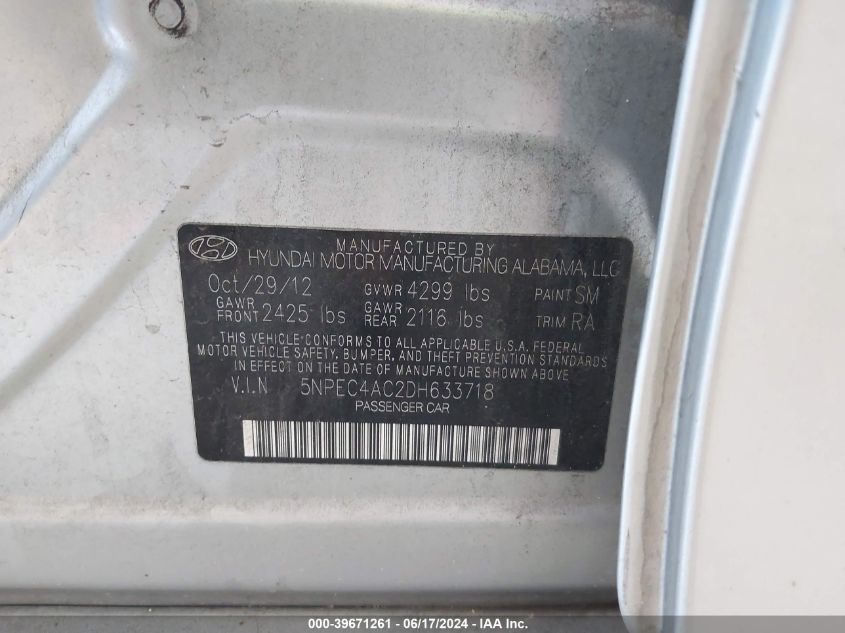 MANUFACTURED BY
HYUNDAI MOTOR MANUFACTURING ALABAMA, LLC
Oct/29/12 GVWR 4299 lbs PAINT SM
GAWR FRONT 2425 lbs GAWR REAR 2116 lbs TRIM RA
THIS VEHICLE CONFORMS TO ALL APPLICABLE U.S.A. FEDERAL
MOTOR VEHICLE SAFETY, BUMPER, AND THEFT PREVENTION STANDARDS
IN EFFECT ON THE DATE OF MANUFACTURE SHOWN ABOVE
V.I.N 5NPEC4AC2DH633718
PASSENGER CAR
000-39671261 - 06/17/2024 - © IAA Holdings, LLC.